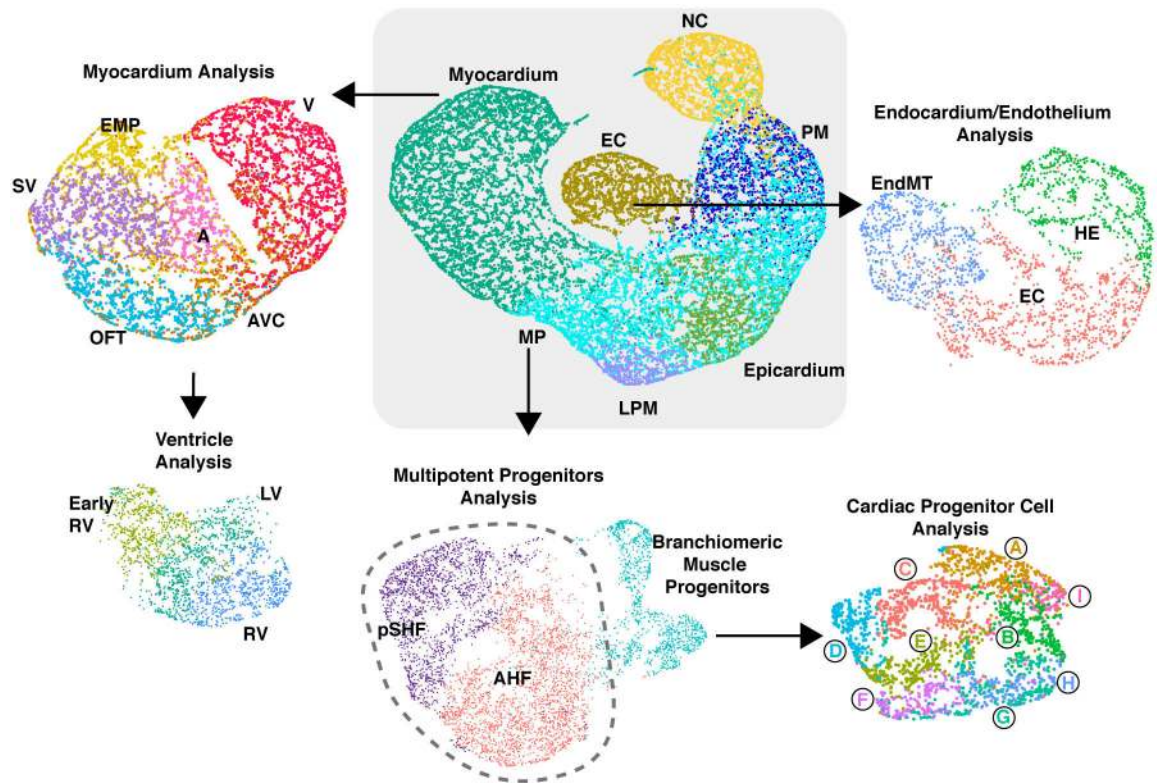 NC
Myocardium Analysis
Myocardium
V
EMP
EC
PM
Endocardium/Endothelium
Analysis
SV
EndMT
A
HE
EC
AVC
OFT
MP
Epicardium
LPM
Ventricle
Analysis
Multipotent Progenitors
Analysis
Early
RV
LV
Cardiac Progenitor Cell
Analysis
Branchiomeric
Muscle
Progenitors
A
C
I
pSHF
E
B
D
AHF
RV
F
H
G